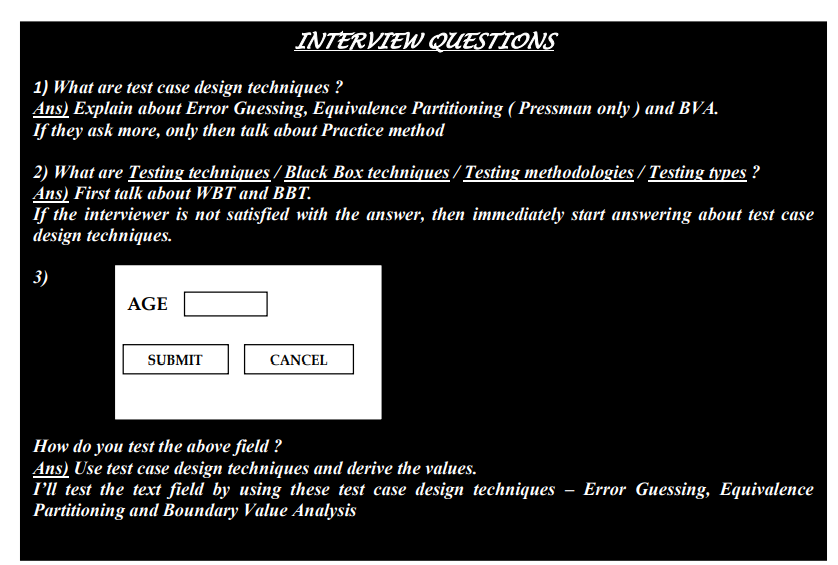 INTERVIEW QUESTIONS
1) What are test case design techniques ?
Ans) Explain about Error Guessing, Equivalence Partitioning ( Pressman only ) and BVA.
If they ask more, only then talk about Practice method
2) What are Testing techniques / Black Box techniques / Testing methodologies / Testing types ?
Ans) First talk about WBT and BBT.
If the interviewer is not satisfied with the answer, then immediately start answering about test case
design techniques.
3)
AGE
SUBMIT CANCEL
How do you test the above field ?
Ans) Use test case design techniques and derive the values.
I’ll test the text field by using these test case design techniques – Error Guessing, Equivalence
Partitioning and Boundary Value Analysis